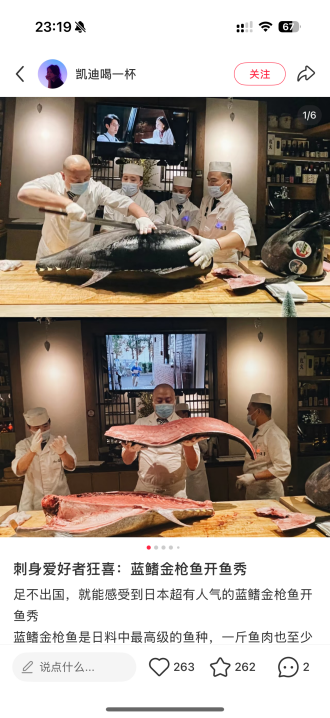 23:19
67
凯迪喝一杯
关注
1/6
刺身爱好者狂喜：蓝鳍金枪鱼开鱼秀
足不出国，就能感受到日本超有人气的蓝鳍金枪鱼开
鱼秀
蓝鳍金枪鱼是日料中最高级的鱼种，一斤鱼肉也至少
说点什么...
263
262
2